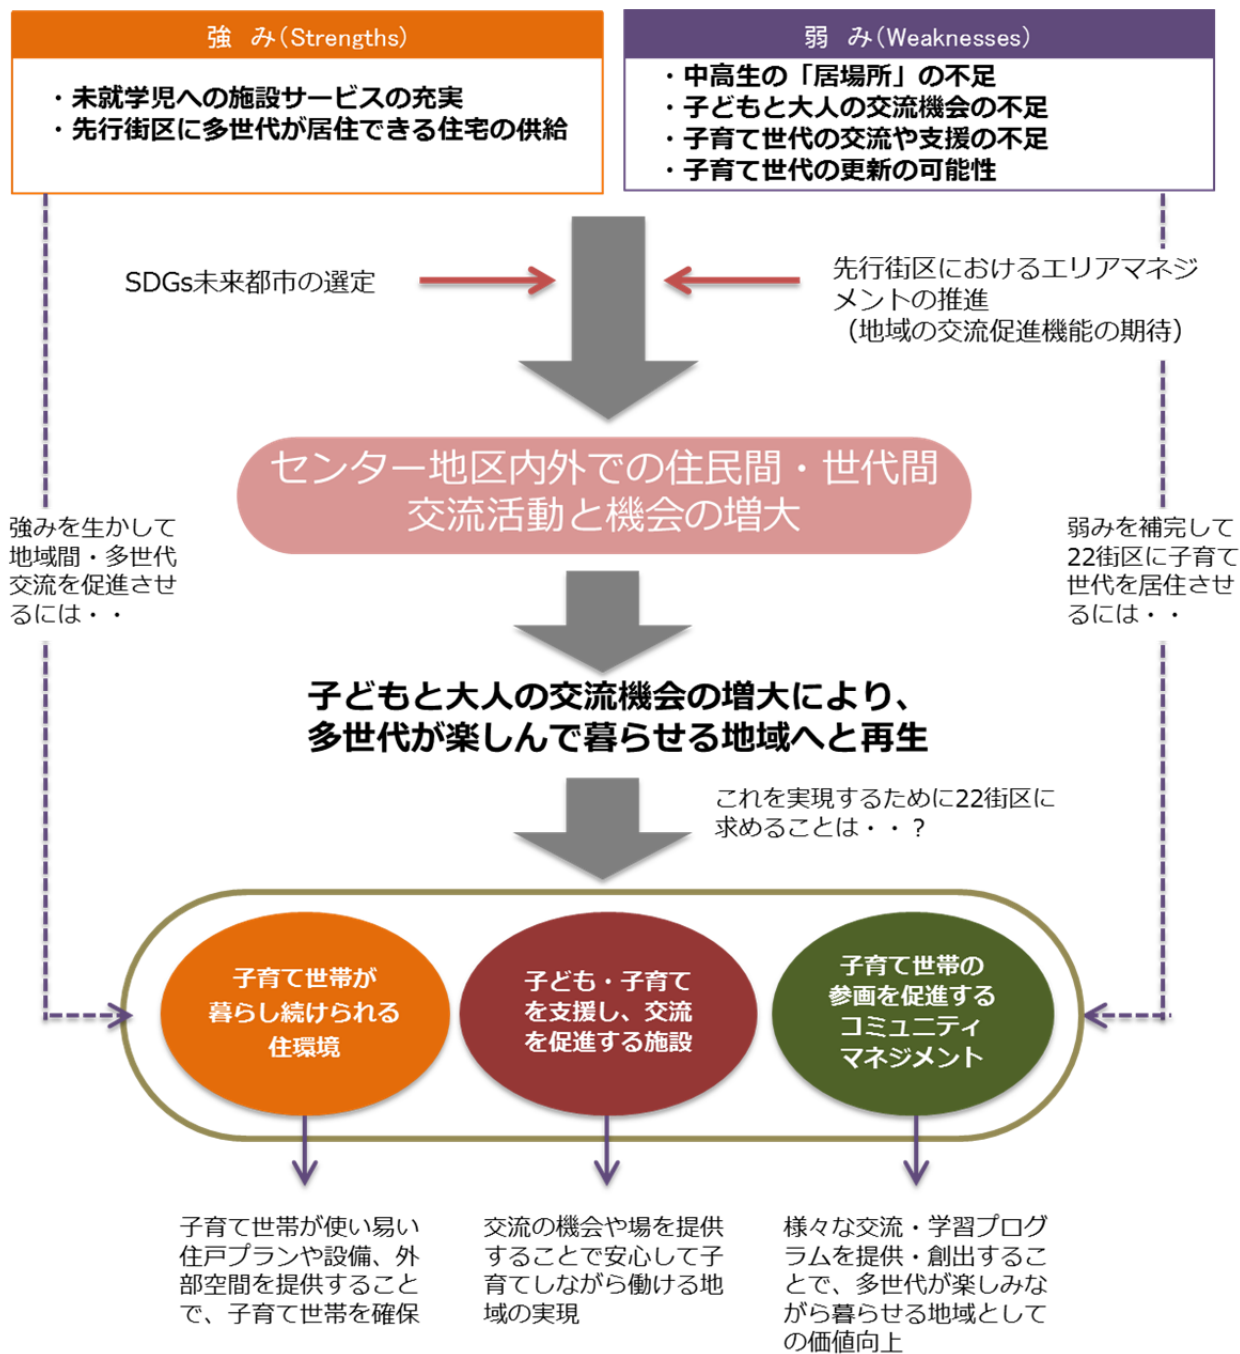 強　み（Strengths）
・未就学児への施設サービスの充実
・先行街区に多世代が居住できる住宅の供給
弱　み（Weaknesses）
・中高生の「居場所」の不足
・子どもと大人の交流機会の不足
・子育て世代の交流や支援の不足
・子育て世代の更新の可能性
SDGs未来都市の選定
先行街区におけるエリアマネジ
メントの推進
（地域の交流促進機能の期待）
センター地区内外での住民間・世代間
交流活動と機会の増大
強みを生かして
地域間・多世代
交流を促進させ
るには・・
弱みを補完して
22街区に子育て
世代を居住させ
るには・・
子どもと大人の交流機会の増大により、
多世代が楽しんで暮らせる地域へと再生
これを実現するために22街区に
求めることは・・？
子育て世帯が
暮らし続けられる
住環境
子ども・子育て
を支援し、交流
を促進する施設
子育て世帯の
参画を促進する
コミュニティ
マネジメント
子育て世帯が使い易い
住戸プランや設備、外
部空間を提供すること
で、子育て世帯を確保
交流の機会や場を提供
することで安心して子
育てしながら働ける地
域の実現
様々な交流・学習プログ
ラムを提供・創出するこ
とで、多世代が楽しみな
がら暮らせる地域として
の価値向上